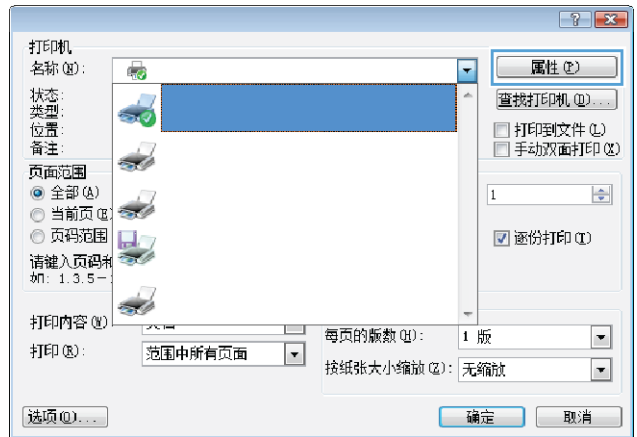 打印机
名称(N):
属性(P)
状态:
查找打印机(D)...
类型:
位置:
打印到文件(L)
备注:
手动双面打印(X)
页面范围
全部(A)
1
当前页(E)
页码范围
逐份打印(T)
请键入页码和
如: 1.3.5-
打印内容(W)
每页的版数(H):
1 版
打印(R):
范围中所有页面
按纸张大小缩放(Z):
无缩放
选项(O)...
确定
取消